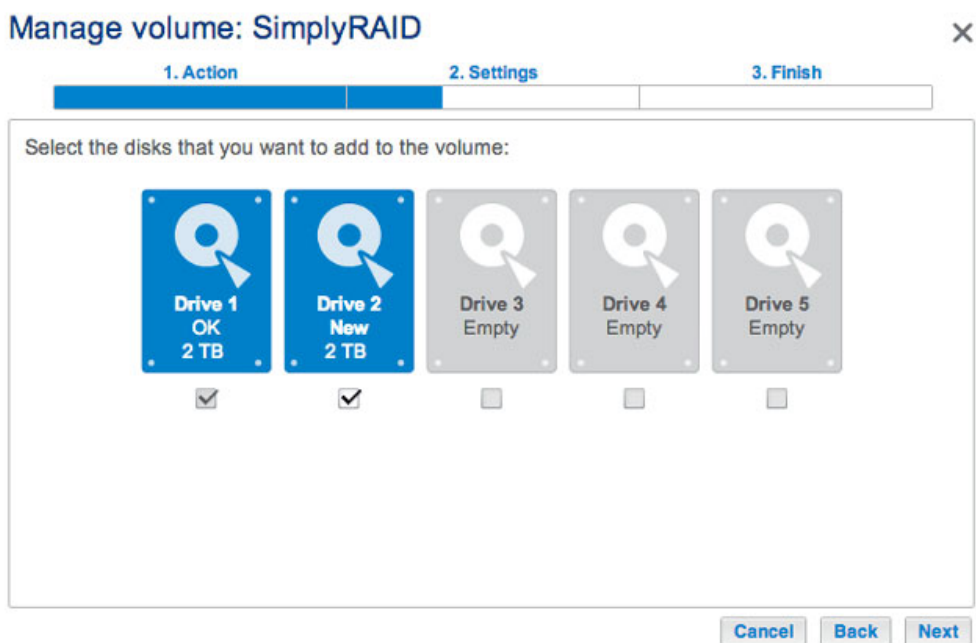 Manage volume: SimplyRAID
1. Action 2. Settings 3. Finish
Select the disks that you want to add to the volume:
Drive 1
OK
2 TB
Drive 2
New
2 TB
Drive 3
Empty
Drive 4
Empty
Drive 5
Empty
Cancel Back Next